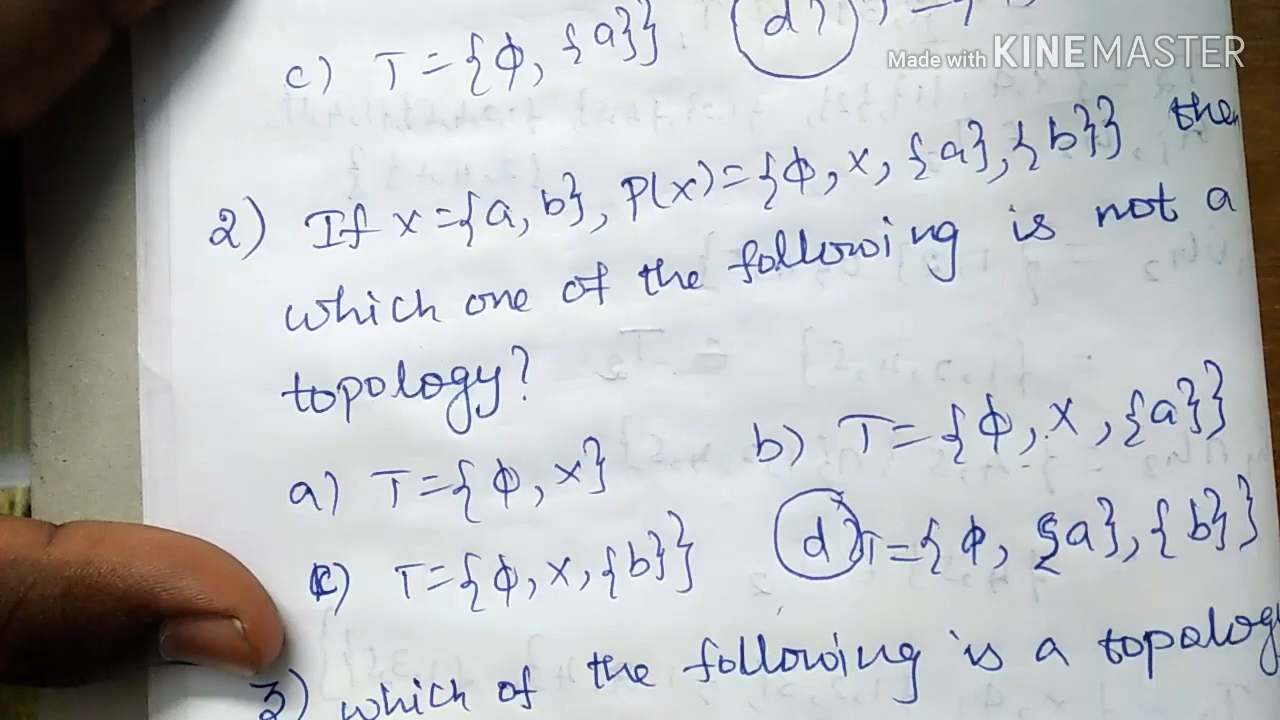 c) T={ϕ, {a}} d)
Made with KINEMASTER
2) If x={a, b}, P(x)={ϕ, x, {a}, {b}} then
which one of the following is not a
topology?
a) T={ϕ, x} b) T={ϕ, x, {a}}
c) T={ϕ, x, {b}} d) T={ϕ, {a}, {b}}
3) which of the following is a topology